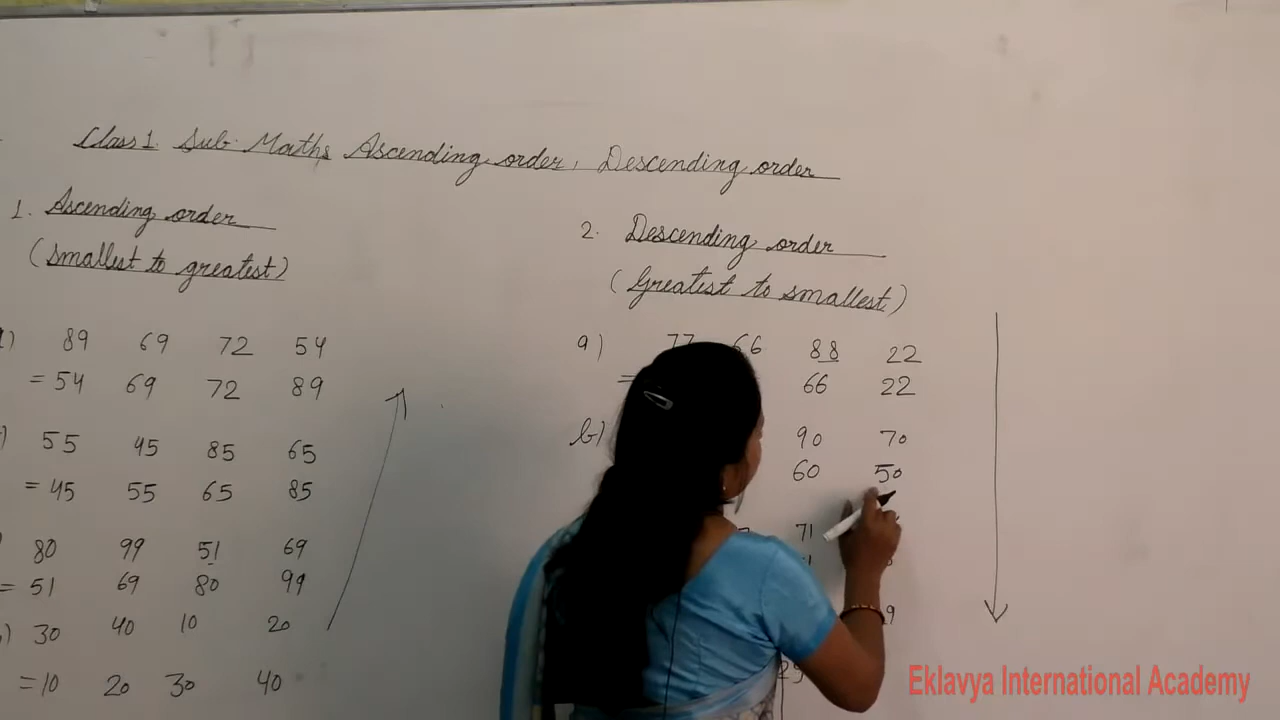 Class 1. Sub. Maths Ascending order, Descending order
1. Ascending order
(Smallest to greatest)
89 69 72 54
= 54 69 72 89
55 45 85 65
= 45 55 65 85
80 99 51 69
= 51 69 80 99
30 40 10 20
= 10 20 30 40
2. Descending order
(Greatest to smallest)
a) 77 66 88 22
= 66 22
b) 90 70
60 50
71
Eklavya International Academy